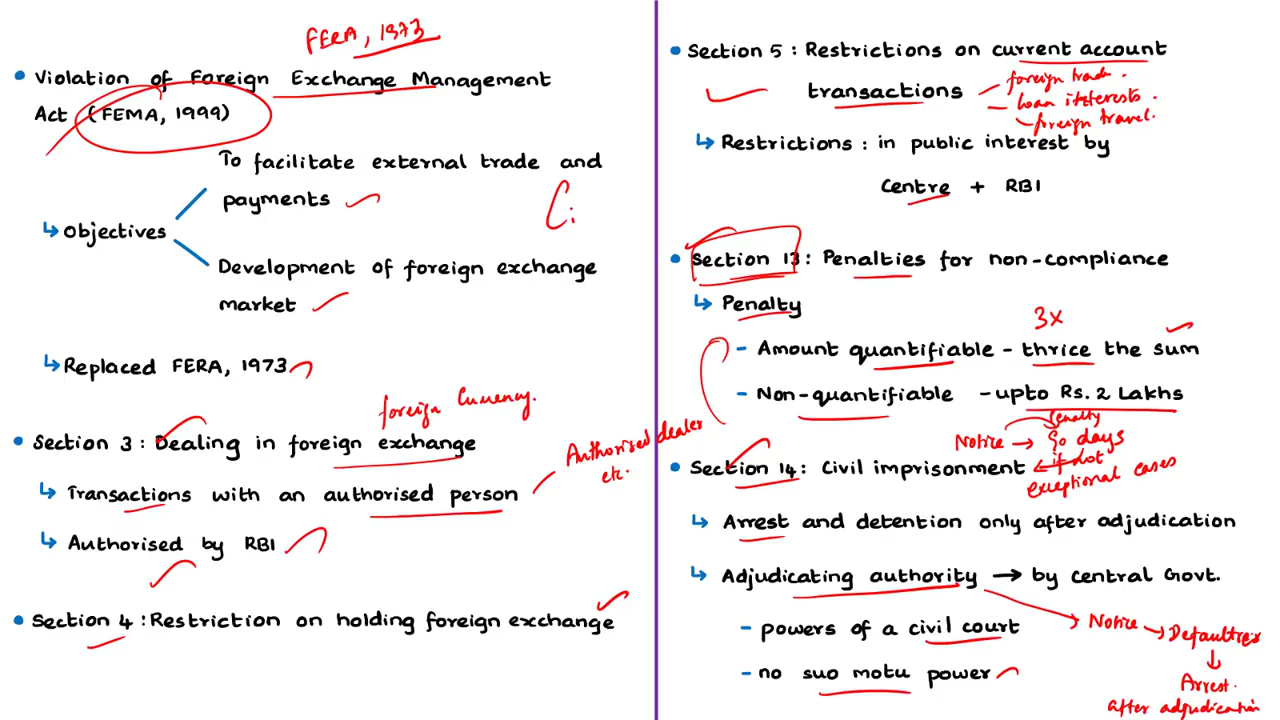 FERA, 1973
• Violation of Foreign Exchange Management
Act (FEMA, 1999)
To facilitate external trade and
payments
↳ Objectives
Development of foreign exchange
market
↳ Replaced FERA, 1973
foreign Currency.
• Section 3 : Dealing in foreign exchange
Authorised dealer
etc.
↳ Transactions with an authorised person
↳ Authorised by RBI
• Section 4 : Restriction on holding foreign exchange
• Section 5 : Restrictions on current account
transactions
foreign trade.
loan interests.
foreign travel.
↳ Restrictions : in public interest by
Centre + RBI
• Section 13 : Penalties for non-compliance
↳ Penalty
3x
- Amount quantifiable - thrice the sum
- Non-quantifiable - upto Rs. 2 Lakhs
Penalty
Notice → 90 days
if not
exceptional cases
• Section 14 : Civil imprisonment
↳ Arrest and detention only after adjudication
↳ Adjudicating authority → by central Govt.
- powers of a civil court
- no suo motu power
Notice → Defaulter
↓
Arrest.
after adjudication